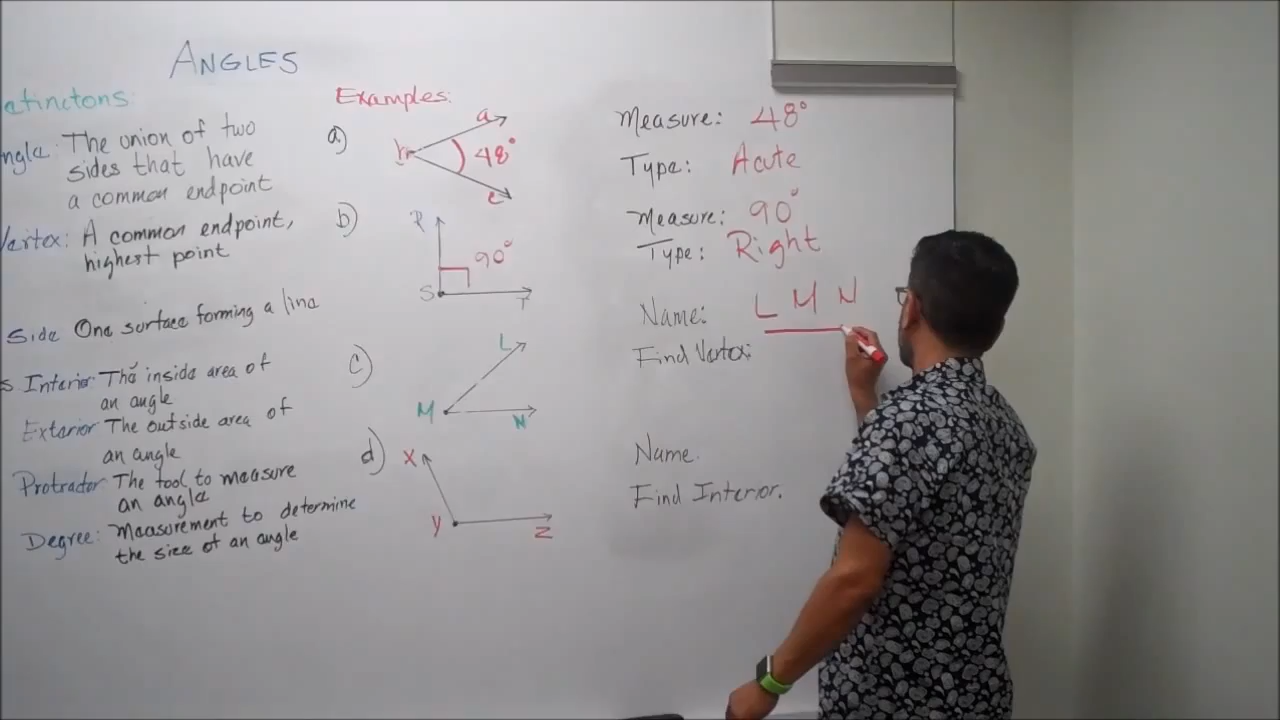 ANGLES
Examples:
The union of two
sides that have
a common endpoint
Vertex: A common endpoint,
highest point
Side One surface forming a line
Interior: The inside area of
an angle
Exterior The outside area of
an angle
Protractor The tool to measure
an angle
Degree: Measurement to determine
the size of an angle
a)
a
48°
b)
90°
S
T
c)
L
M
N
d)
X
Y
Z
Measure: 48°
Type: Acute
Measure: 90°
Type: Right
Name: L M N
Find Vertex:
Name.
Find Interior.